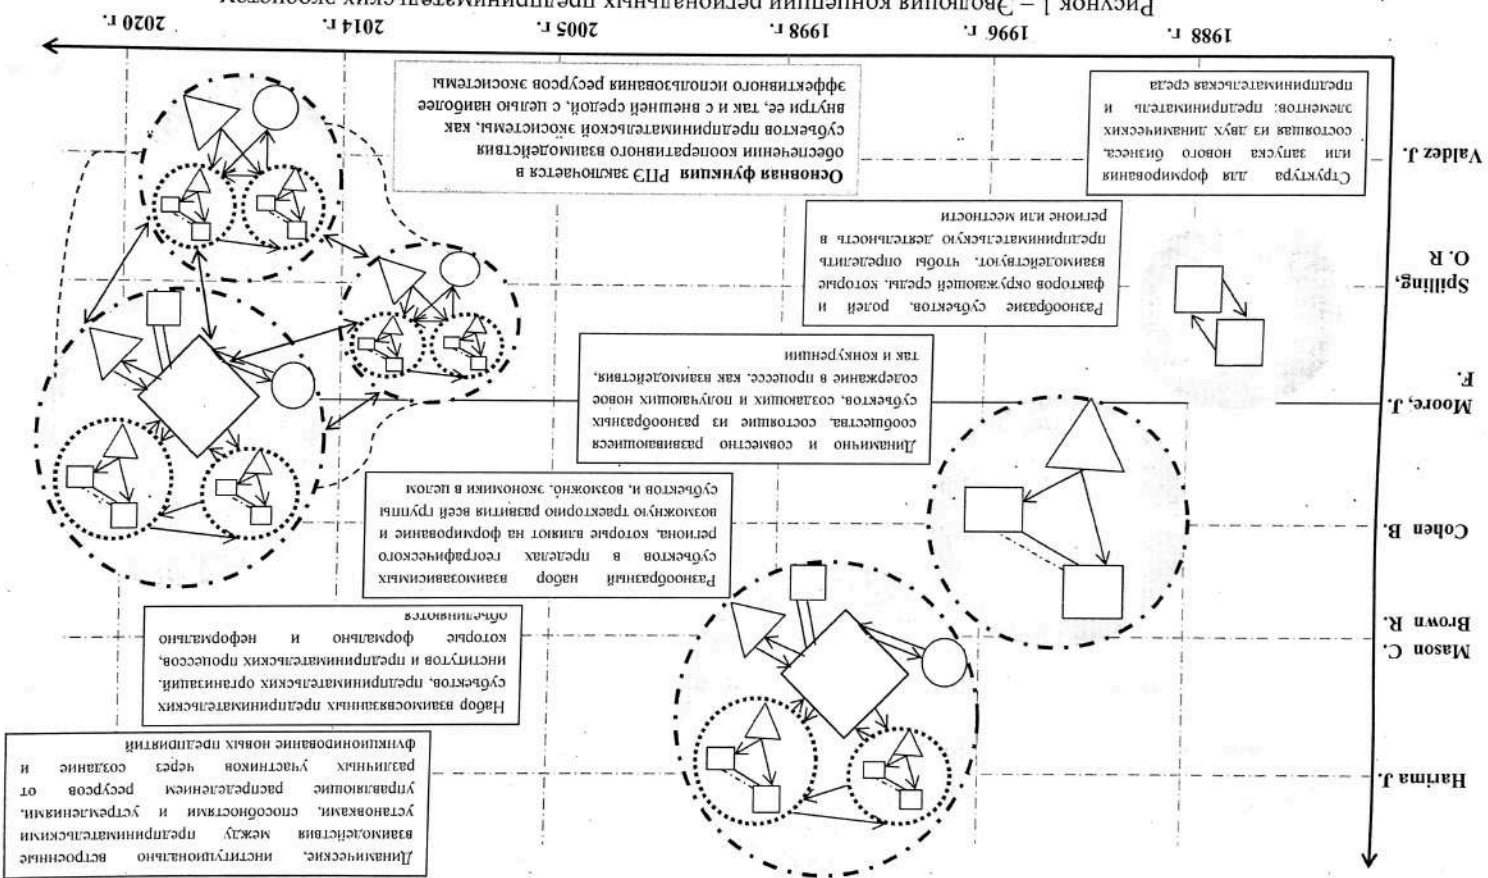 Динамические, институционально встроенные
взаимодействия между предпринимательскими
установками, способностями и устремлениями,
управляющие распределением ресурсов от
различных участников через создание и
функционирование новых предприятий
Harima J.
Набор взаимосвязанных предпринимательских
субъектов, предпринимательских организаций.
институтов и предпринимательских процессов,
которые формально и неформально
объединяются
Mason C.
Brown R.
Разнообразный набор взаимозависимых
субъектов в пределах географического
региона, которые влияют на формирование и
возможную траекторию развития всей группы
субъектов и, возможно. экономики в целом
Cohen B.
Динамично и совместно развивающиеся
сообщества, состоящие из разнообразных
субъектов, создающих и получающих новое
содержание в процессе. как взаимодействия,
так и конкуренции
Moore, J.
F.
Разнообразие субъектов. ролей и
факторов окружающей среды. которые
взаимодействуют. чтобы определить
предпринимательскую деятельность в
регионе или местности
Spilling,
O. R
Структура для формирования
или запуска нового бизнеса,
состоящая из двух динамических
элементов: предприниматель и
предпринимательская среда
Valdez J.
Основная функция РПЭ заключается в
обеспечении кооперативного взаимодействия
субъектов предпринимательской экосистемы, как
внутри ее, так и с внешней средой, с целью наиболее
эффективного использования ресурсов экосистемы
1988 г. 1996 г. 1998 г. 2005 г. 2014 г. 2020 г.
Рисунок 1 – Эволюция концепции региональных предпринимательских экосистем